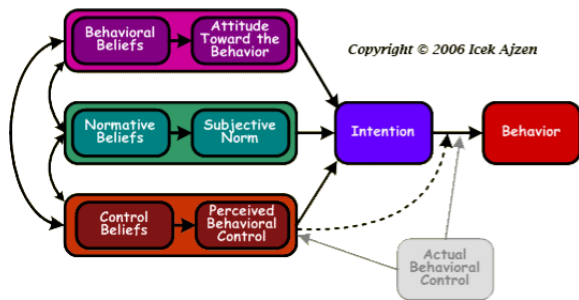 Behavioral
Beliefs
Attitude
Toward the
Behavior
Copyright © 2006 Icek Ajzen
Normative
Beliefs
Subjective
Norm
Intention
Behavior
Control
Beliefs
Perceived
Behavioral
Control
Actual
Behavioral
Control